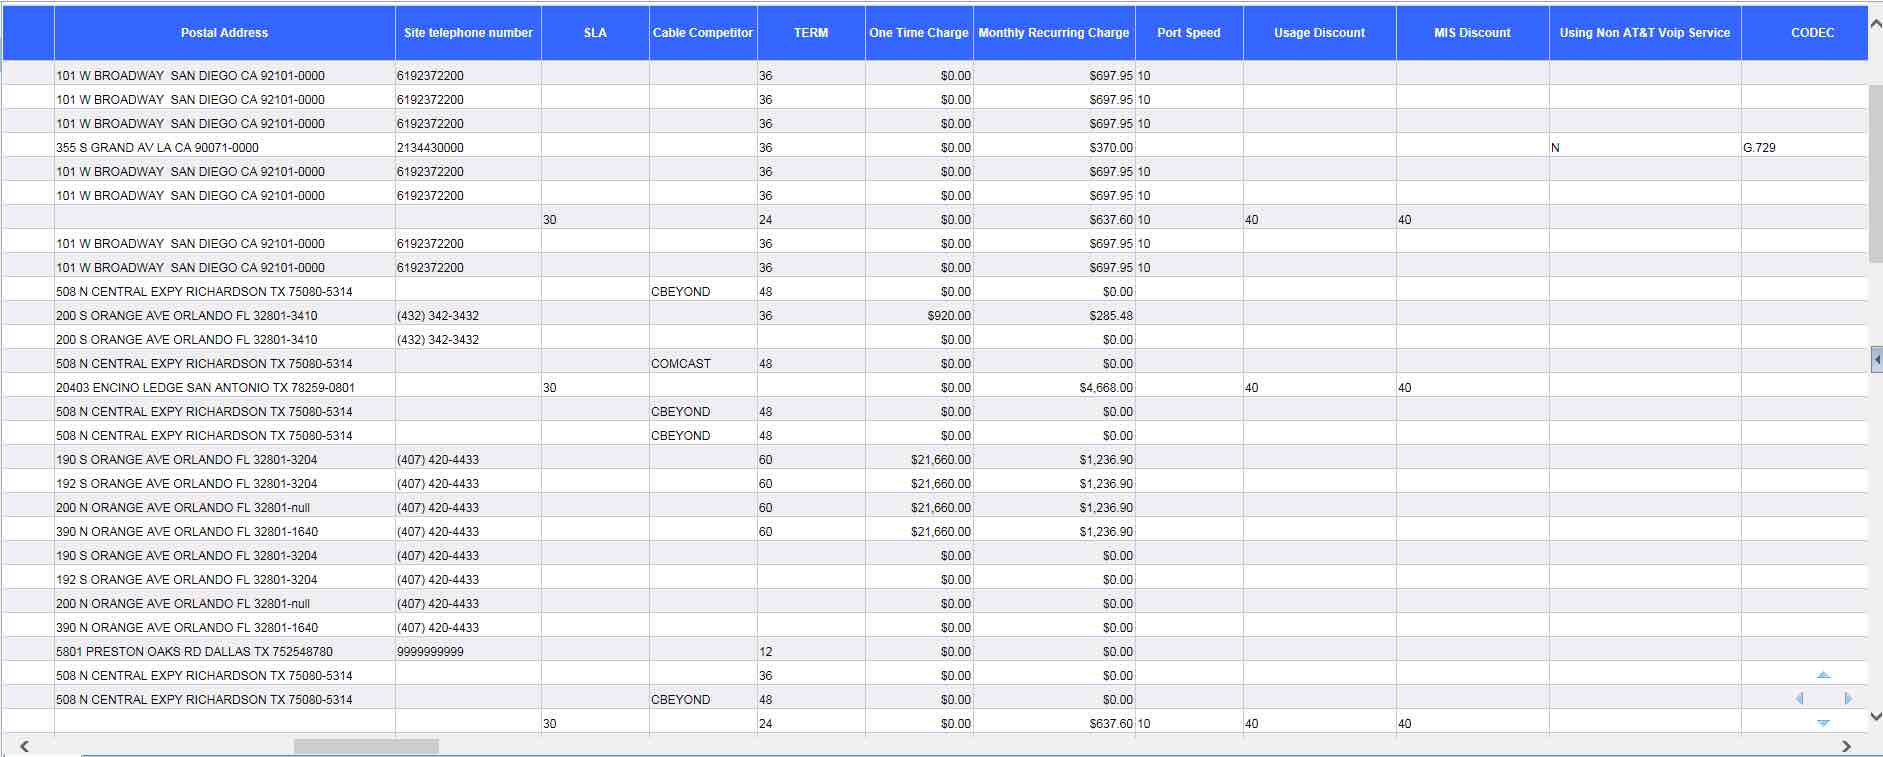 Postal Address Site telephone number SLA Cable Competitor TERM One Time Charge Monthly Recurring Charge Port Speed Usage Discount MIS Discount Using Non AT&T Voip Service CODEC
101 W BROADWAY  SAN DIEGO CA 92101-0000 6192372200 36 $0.00 $697.95 10
101 W BROADWAY  SAN DIEGO CA 92101-0000 6192372200 36 $0.00 $697.95 10
101 W BROADWAY  SAN DIEGO CA 92101-0000 6192372200 36 $0.00 $697.95 10
355 S GRAND AV LA CA 90071-0000 2134430000 36 $0.00 $370.00 N G.729
101 W BROADWAY  SAN DIEGO CA 92101-0000 6192372200 36 $0.00 $697.95 10
101 W BROADWAY  SAN DIEGO CA 92101-0000 6192372200 36 $0.00 $697.95 10
30 24 $0.00 $637.60 10 40 40
101 W BROADWAY  SAN DIEGO CA 92101-0000 6192372200 36 $0.00 $697.95 10
101 W BROADWAY  SAN DIEGO CA 92101-0000 6192372200 36 $0.00 $697.95 10
508 N CENTRAL EXPY RICHARDSON TX 75080-5314 CBEYOND 48 $0.00 $0.00
200 S ORANGE AVE ORLANDO FL 32801-3410 (432) 342-3432 36 $920.00 $285.48
200 S ORANGE AVE ORLANDO FL 32801-3410 (432) 342-3432 $0.00 $0.00
508 N CENTRAL EXPY RICHARDSON TX 75080-5314 COMCAST 48 $0.00 $0.00
20403 ENCINO LEDGE SAN ANTONIO TX 78259-0801 30 $0.00 $4,668.00 40 40
508 N CENTRAL EXPY RICHARDSON TX 75080-5314 CBEYOND 48 $0.00 $0.00
508 N CENTRAL EXPY RICHARDSON TX 75080-5314 CBEYOND 48 $0.00 $0.00
190 S ORANGE AVE ORLANDO FL 32801-3204 (407) 420-4433 60 $21,660.00 $1,236.90
192 S ORANGE AVE ORLANDO FL 32801-3204 (407) 420-4433 60 $21,660.00 $1,236.90
200 N ORANGE AVE ORLANDO FL 32801-null (407) 420-4433 60 $21,660.00 $1,236.90
390 N ORANGE AVE ORLANDO FL 32801-1640 (407) 420-4433 60 $21,660.00 $1,236.90
190 S ORANGE AVE ORLANDO FL 32801-3204 (407) 420-4433 $0.00 $0.00
192 S ORANGE AVE ORLANDO FL 32801-3204 (407) 420-4433 $0.00 $0.00
200 N ORANGE AVE ORLANDO FL 32801-null (407) 420-4433 $0.00 $0.00
390 N ORANGE AVE ORLANDO FL 32801-1640 (407) 420-4433 $0.00 $0.00
5801 PRESTON OAKS RD DALLAS TX 752548780 9999999999 12 $0.00 $0.00
508 N CENTRAL EXPY RICHARDSON TX 75080-5314 36 $0.00 $0.00
508 N CENTRAL EXPY RICHARDSON TX 75080-5314 CBEYOND 48 $0.00 $0.00
30 24 $0.00 $637.60 10 40 40